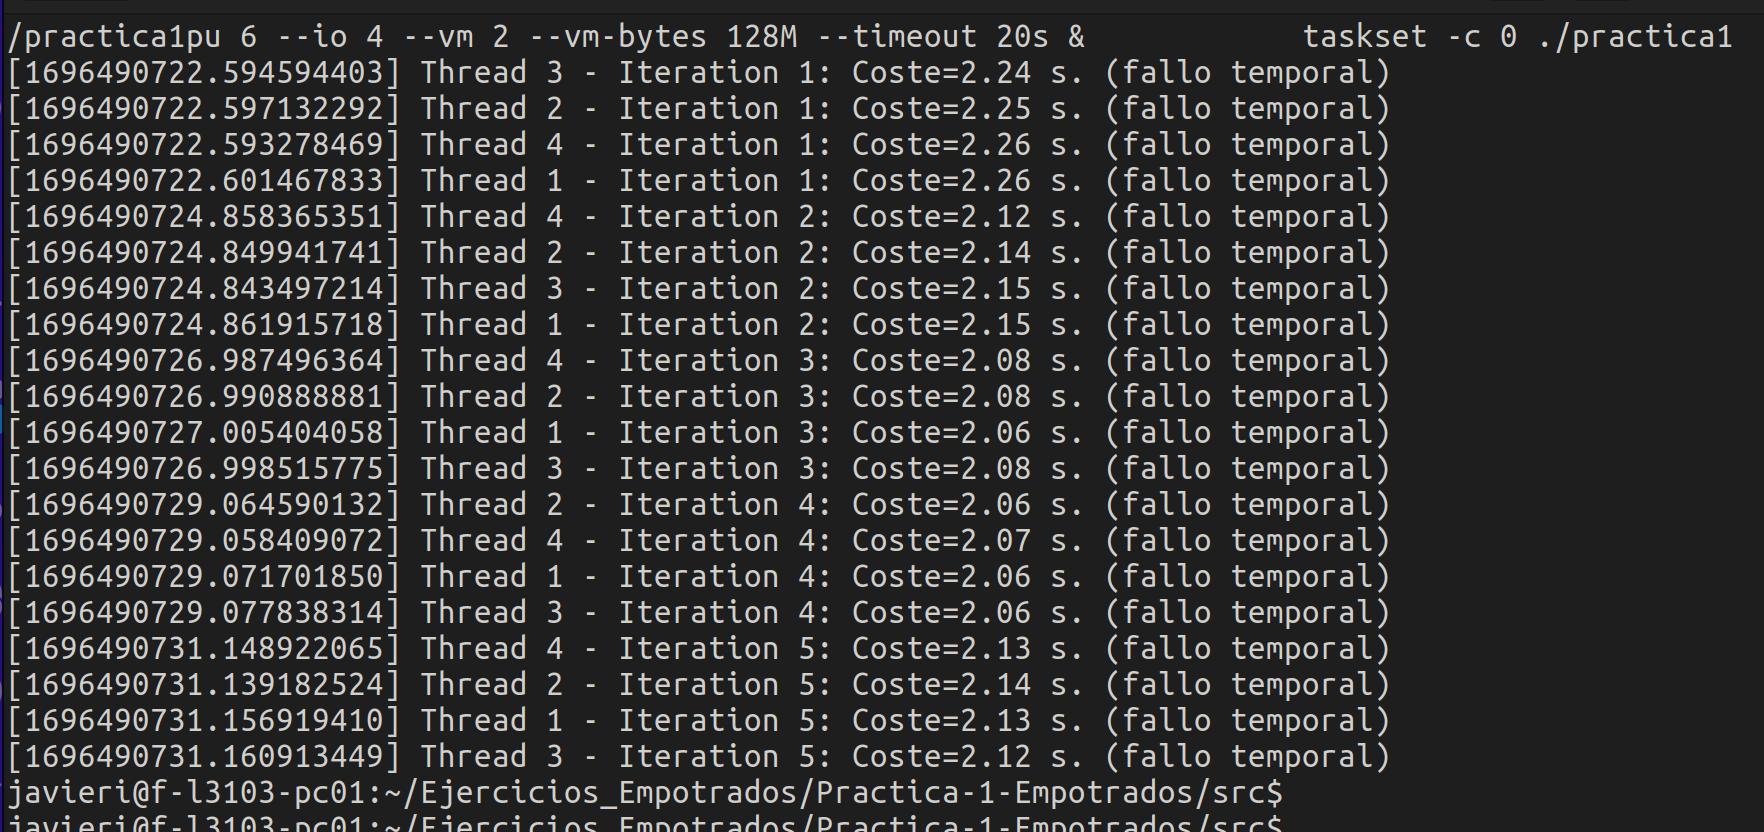 /practica1pu 6 --io 4 --vm 2 --vm-bytes 128M --timeout 20s & taskset -c 0 ./practica1
[1696490722.594594403] Thread 3 - Iteration 1: Coste=2.24 s. (fallo temporal)
[1696490722.597132292] Thread 2 - Iteration 1: Coste=2.25 s. (fallo temporal)
[1696490722.593278469] Thread 4 - Iteration 1: Coste=2.26 s. (fallo temporal)
[1696490722.601467833] Thread 1 - Iteration 1: Coste=2.26 s. (fallo temporal)
[1696490724.858365351] Thread 4 - Iteration 2: Coste=2.12 s. (fallo temporal)
[1696490724.849941741] Thread 2 - Iteration 2: Coste=2.14 s. (fallo temporal)
[1696490724.843497214] Thread 3 - Iteration 2: Coste=2.15 s. (fallo temporal)
[1696490724.861915718] Thread 1 - Iteration 2: Coste=2.15 s. (fallo temporal)
[1696490726.987496364] Thread 4 - Iteration 3: Coste=2.08 s. (fallo temporal)
[1696490726.990888881] Thread 2 - Iteration 3: Coste=2.08 s. (fallo temporal)
[1696490727.005404058] Thread 1 - Iteration 3: Coste=2.06 s. (fallo temporal)
[1696490726.998515775] Thread 3 - Iteration 3: Coste=2.08 s. (fallo temporal)
[1696490729.064590132] Thread 2 - Iteration 4: Coste=2.06 s. (fallo temporal)
[1696490729.058409072] Thread 4 - Iteration 4: Coste=2.07 s. (fallo temporal)
[1696490729.071701850] Thread 1 - Iteration 4: Coste=2.06 s. (fallo temporal)
[1696490729.077838314] Thread 3 - Iteration 4: Coste=2.06 s. (fallo temporal)
[1696490731.148922065] Thread 4 - Iteration 5: Coste=2.13 s. (fallo temporal)
[1696490731.139182524] Thread 2 - Iteration 5: Coste=2.14 s. (fallo temporal)
[1696490731.156919410] Thread 1 - Iteration 5: Coste=2.13 s. (fallo temporal)
[1696490731.160913449] Thread 3 - Iteration 5: Coste=2.12 s. (fallo temporal)
javieri@f-l3103-pc01:~/Ejercicios_Empotrados/Practica-1-Empotrados/src$
javieri@f-l3103-pc01:~/Ejercicios_Empotrados/Practica-1-Empotrados/src$